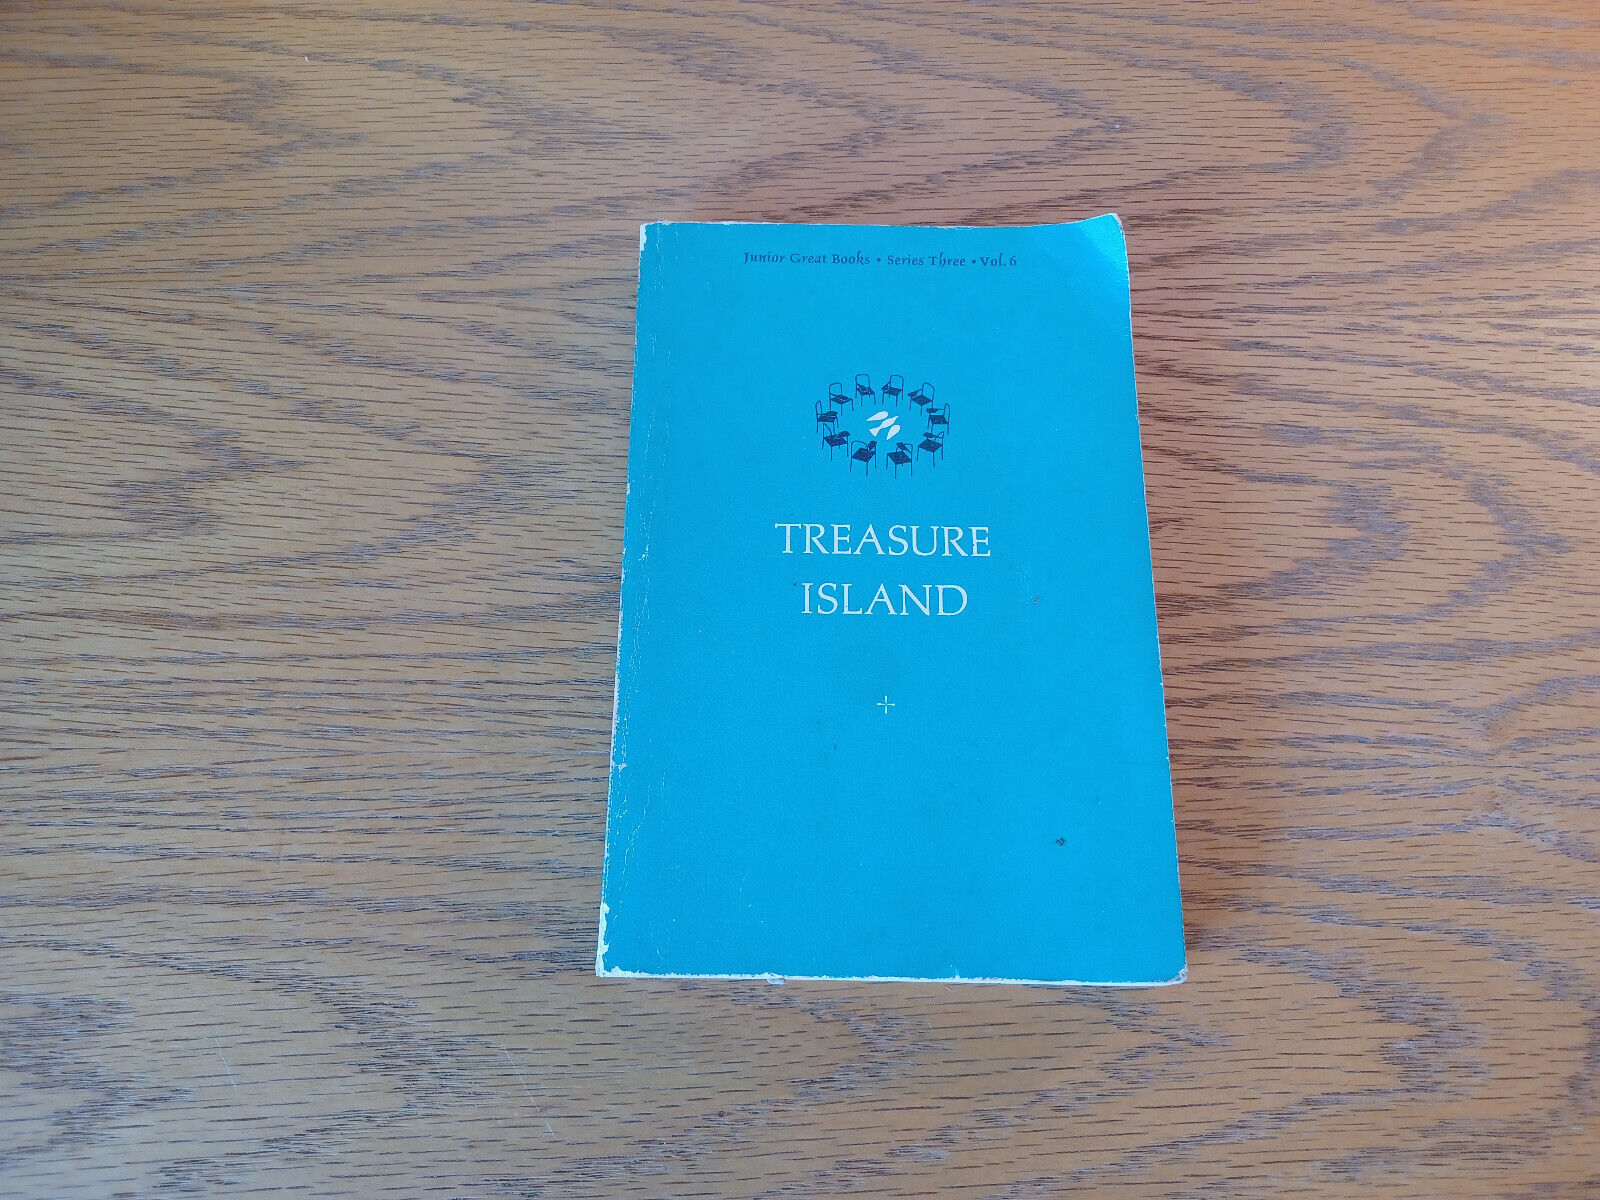 Junior Great Books • Series Three • Vol. 6
TREASURE
ISLAND